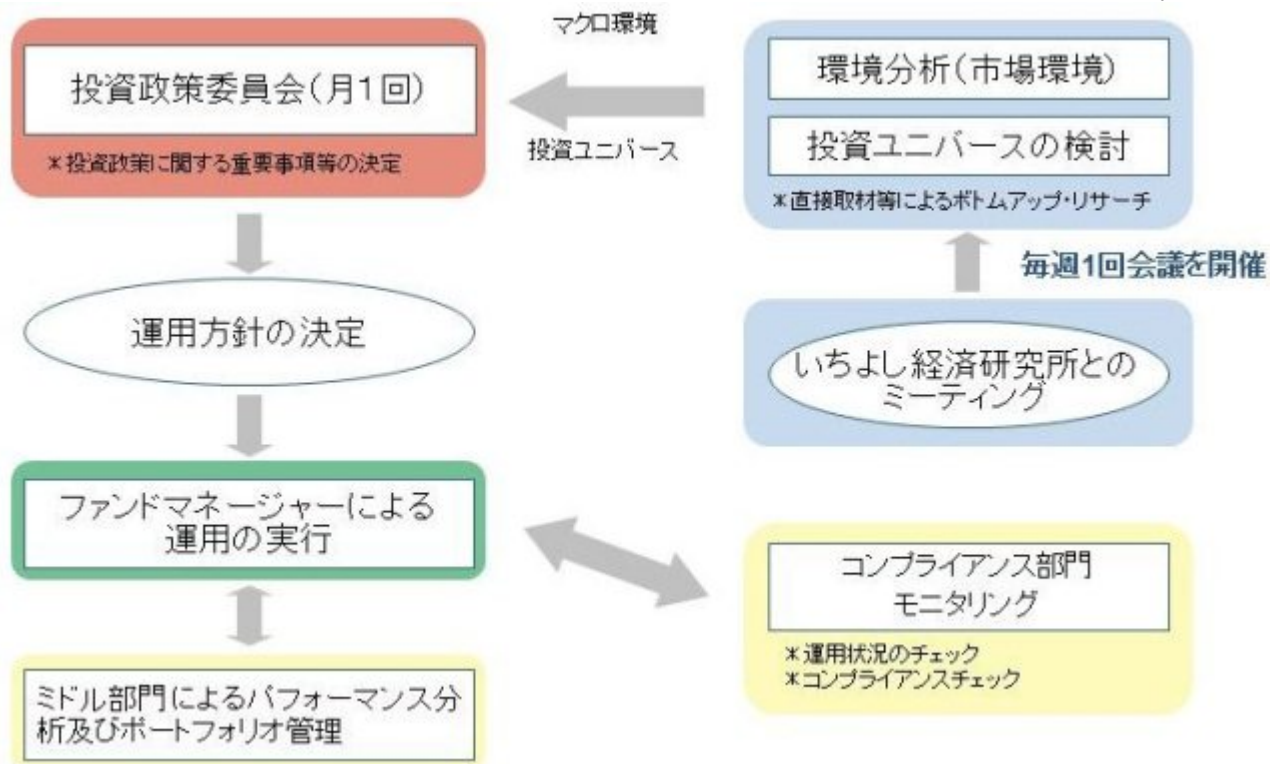 マクロ環境
投資政策委員会(月1回)
*投資政策に関する重要事項等の決定
投資ユニバース
環境分析(市場環境)
投資ユニバースの検討
*直接取材等によるボトムアップ・リサーチ
毎週1回会議を開催
いちよし経済研究所との
ミーティング
運用方針の決定
ファンドマネージャーによる
運用の実行
コンプライアンス部門
モニタリング
*運用状況のチェック
*コンプライアンスチェック
ミドル部門によるパフォーマンス分
析及びポートフォリオ管理